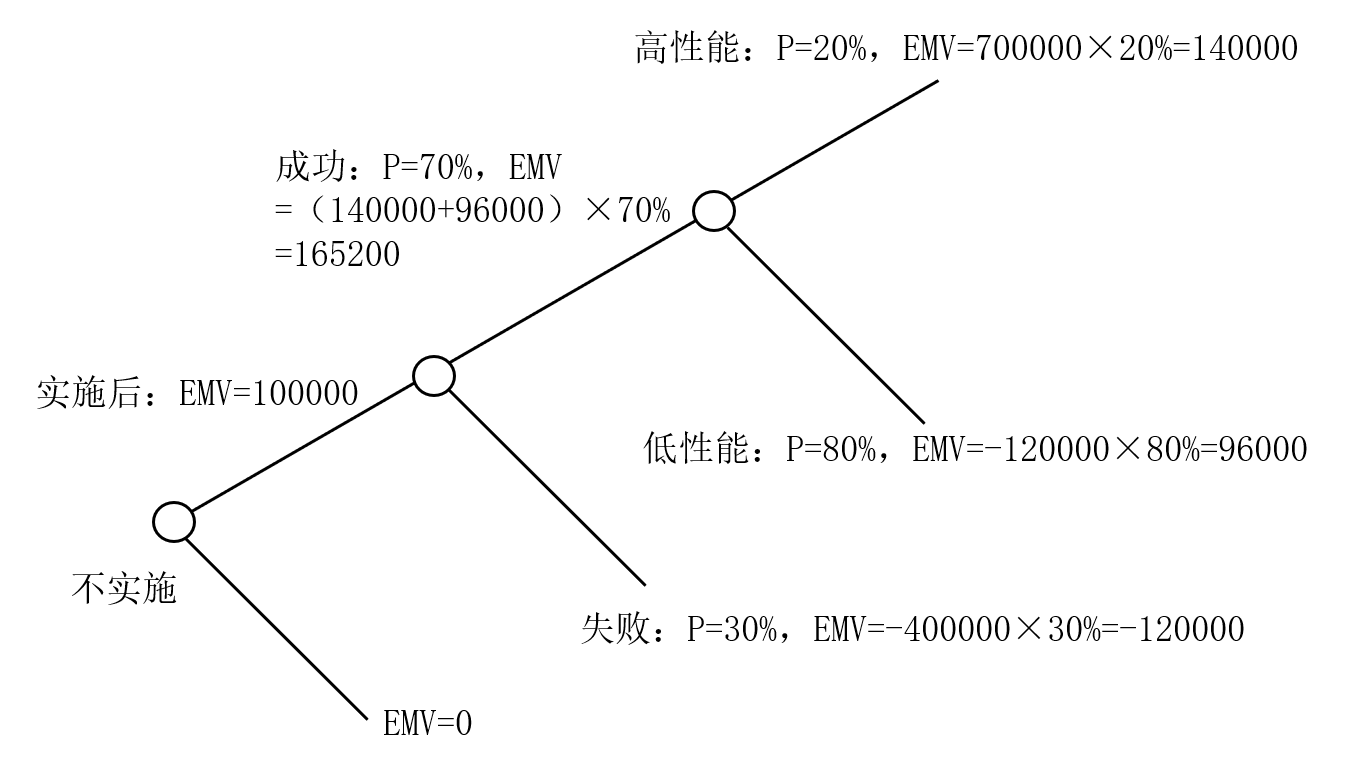 高性能：P=20%，EMV=700000×20%=140000
成功：P=70%，EMV
=（140000+96000）×70%
=165200
实施后：EMV=100000
低性能：P=80%，EMV=-120000×80%=96000
不实施
失败：P=30%，EMV=-400000×30%=-120000
EMV=0